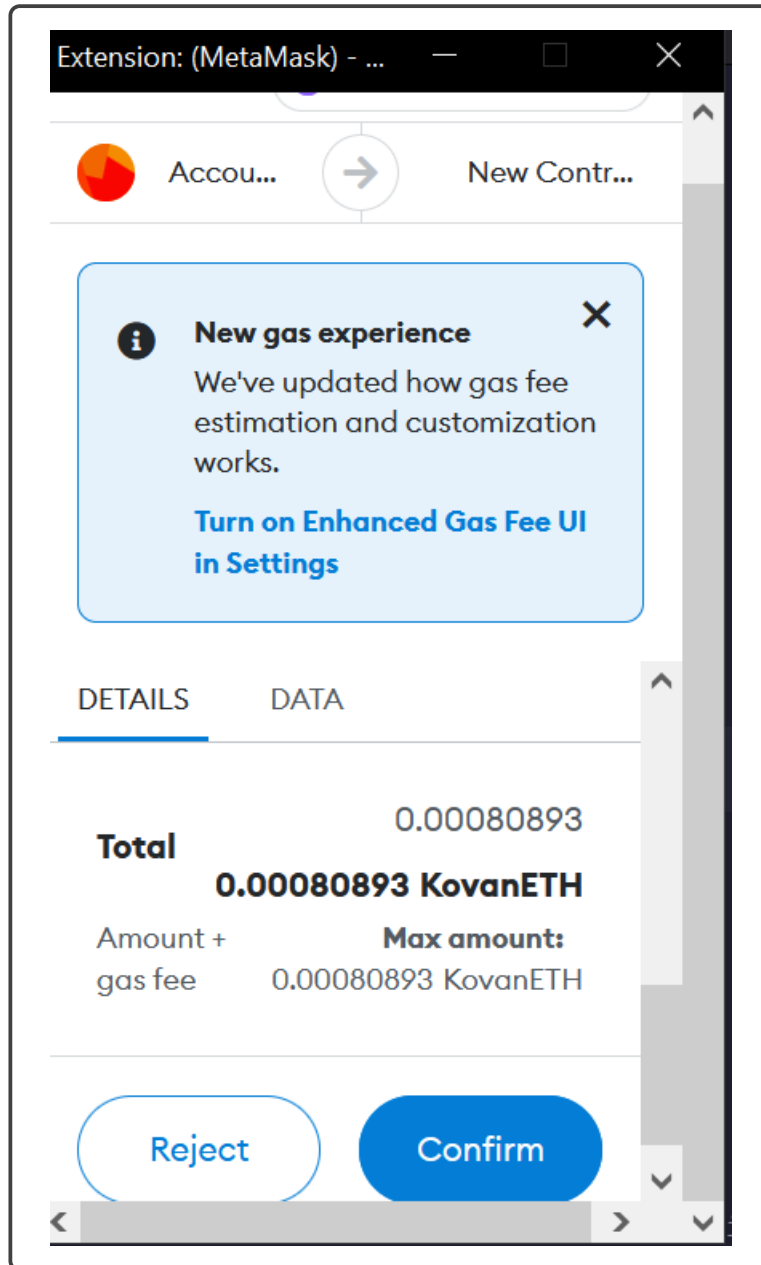 Extension: (MetaMask) - ...
Accou...
New Contr...
New gas experience
We've updated how gas fee
estimation and customization
works.
Turn on Enhanced Gas Fee UI
in Settings
DETAILS
DATA
0.00080893
Total
0.00080893 KovanETH
Amount + Max amount:
gas fee 0.00080893 KovanETH
Reject
Confirm